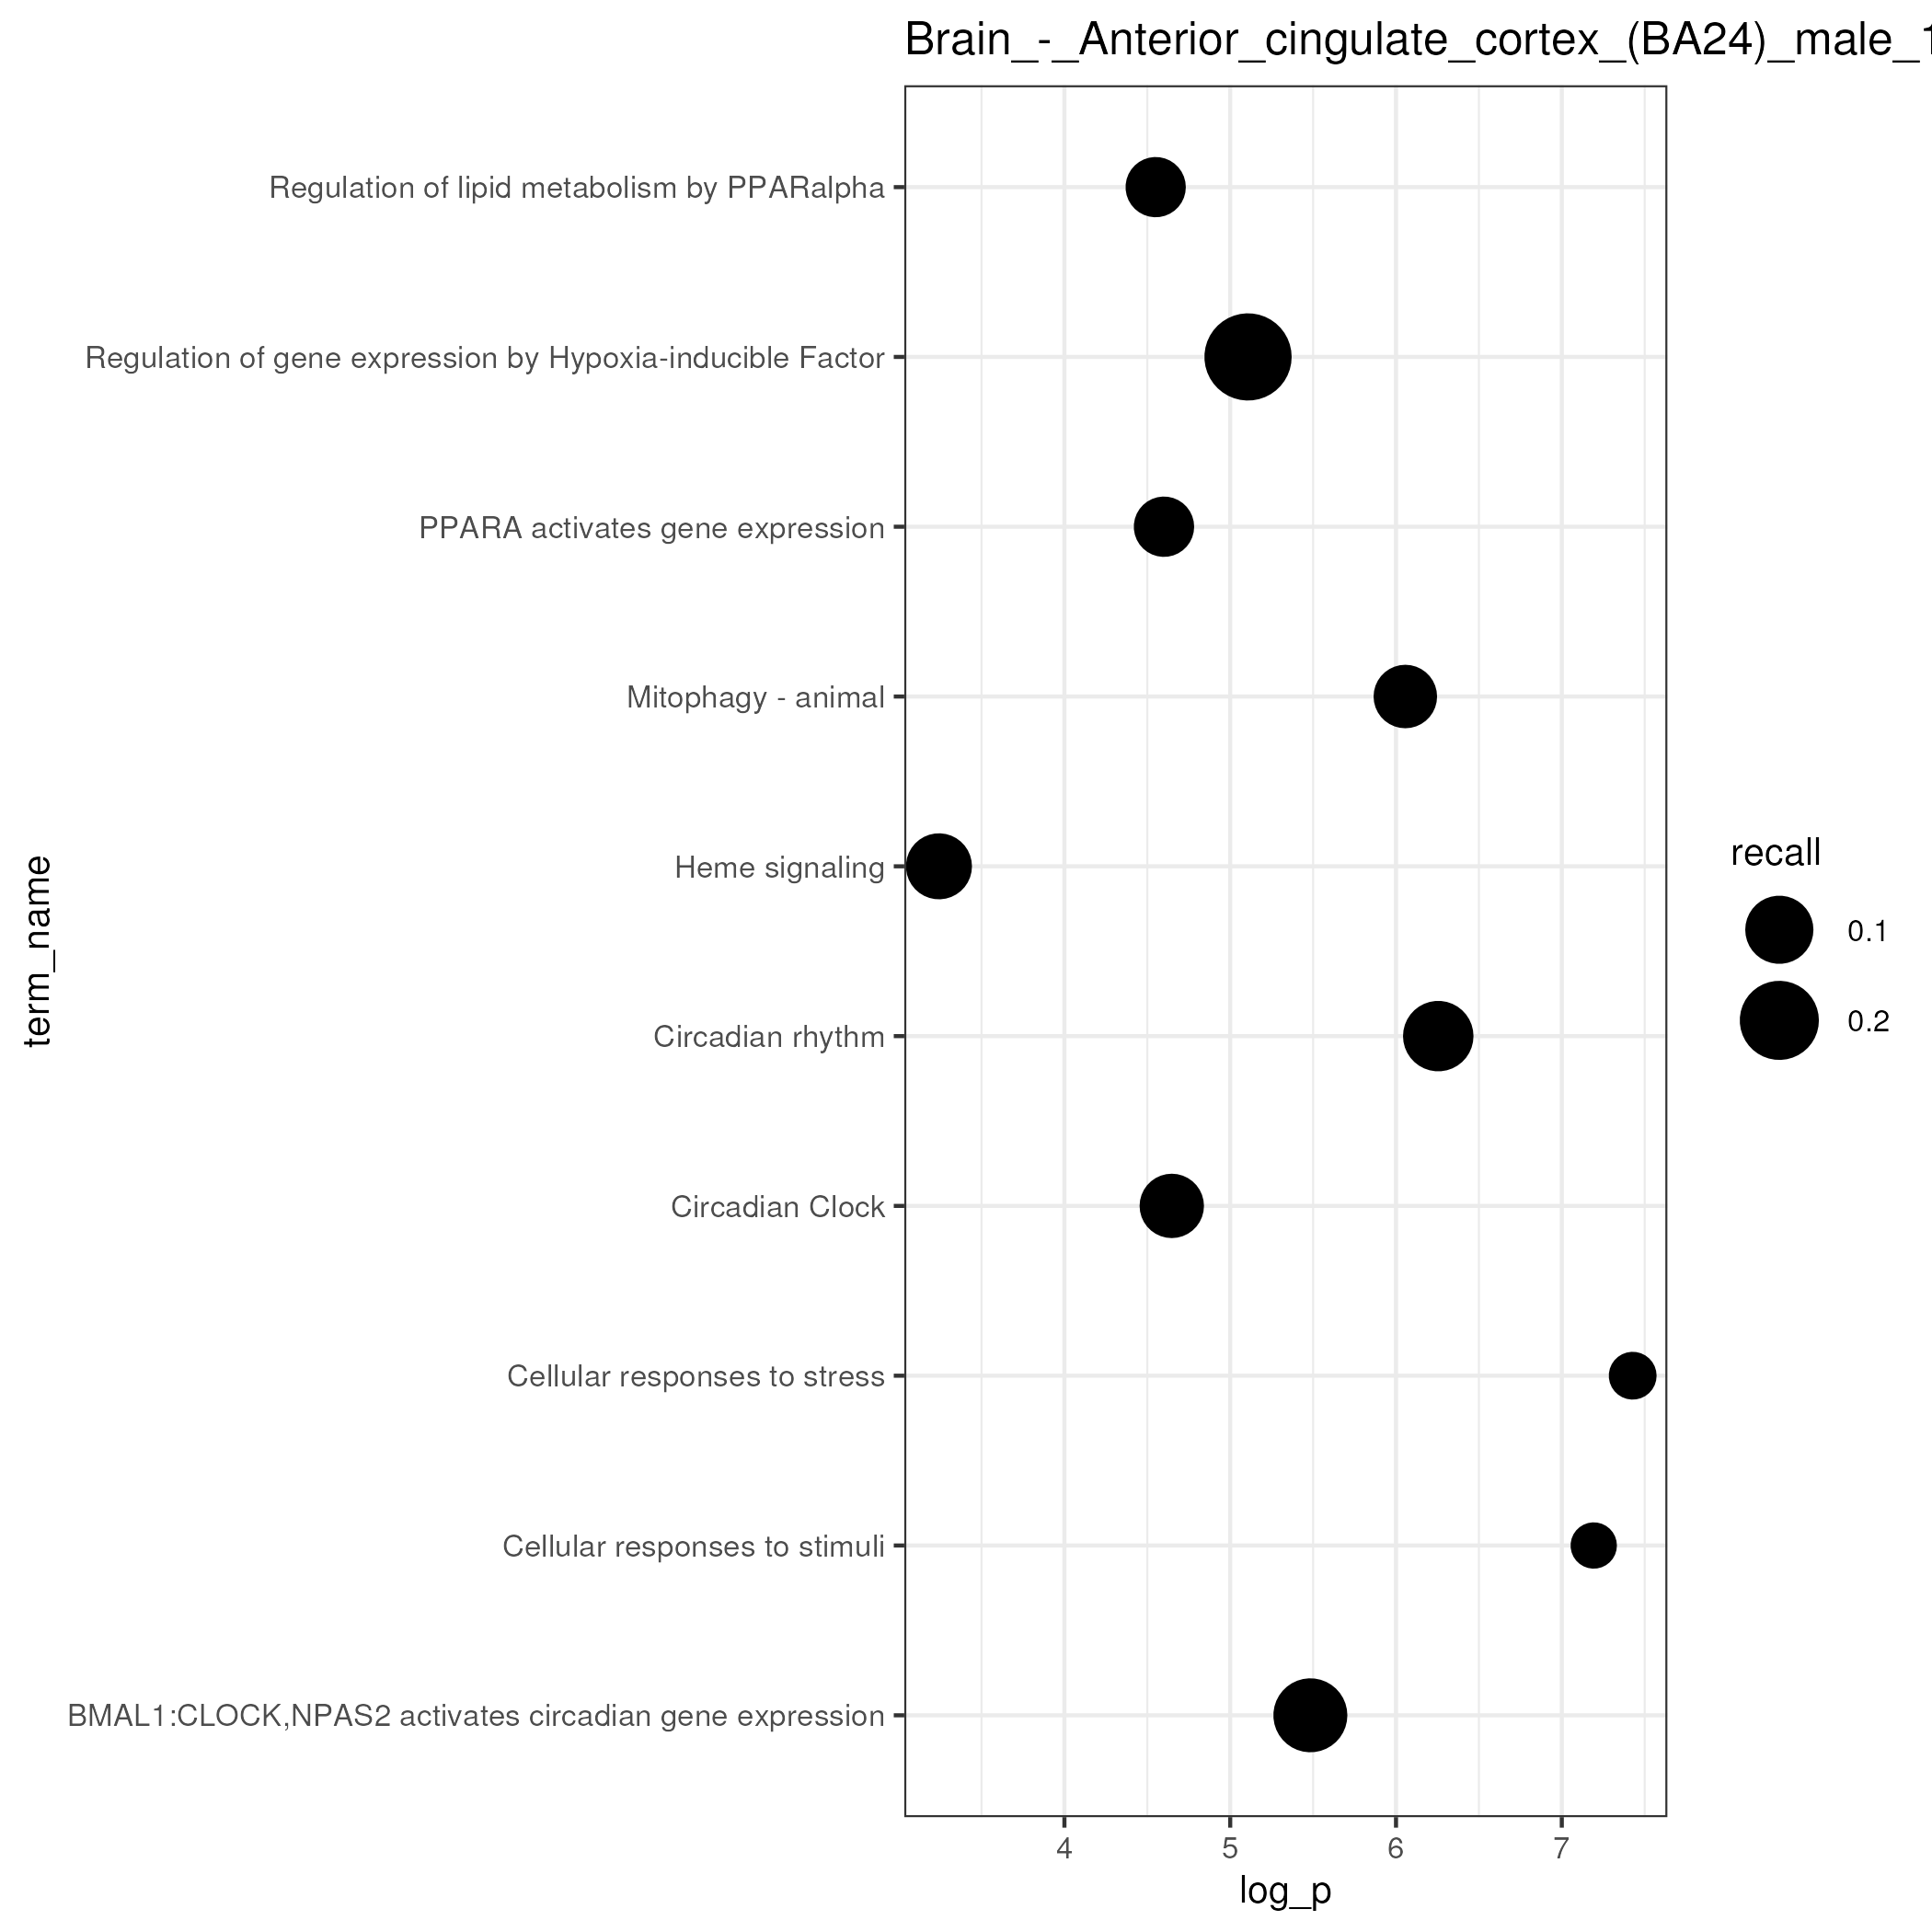 Brain_-_Anterior_cingulate_cortex_(BA24)_male_1
Regulation of lipid metabolism by PPARalpha
Regulation of gene expression by Hypoxia-inducible Factor
PPARA activates gene expression
Mitophagy - animal
Heme signaling
Circadian rhythm
Circadian Clock
Cellular responses to stress
Cellular responses to stimuli
BMAL1:CLOCK,NPAS2 activates circadian gene expression
term_name
4 5 6 7
log_p
recall
0.1
0.2